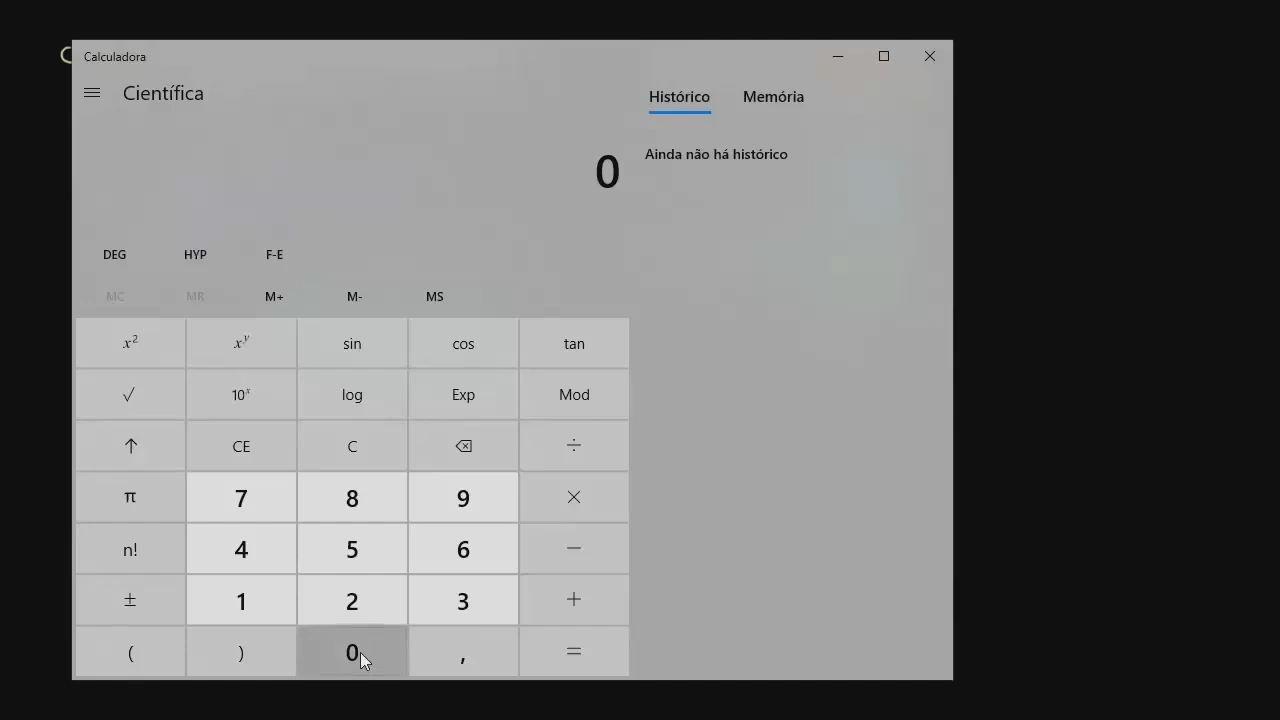 Calculadora
Científica
Histórico Memória
Ainda não há histórico
0
DEG HYP F-E
MC MR M+ M- MS
x² xʸ sin cos tan
√ 10ˣ log Exp Mod
↑ CE C ⌫ ÷
π 7 8 9 ×
n! 4 5 6 −
± 1 2 3 +
( ) 0 , =